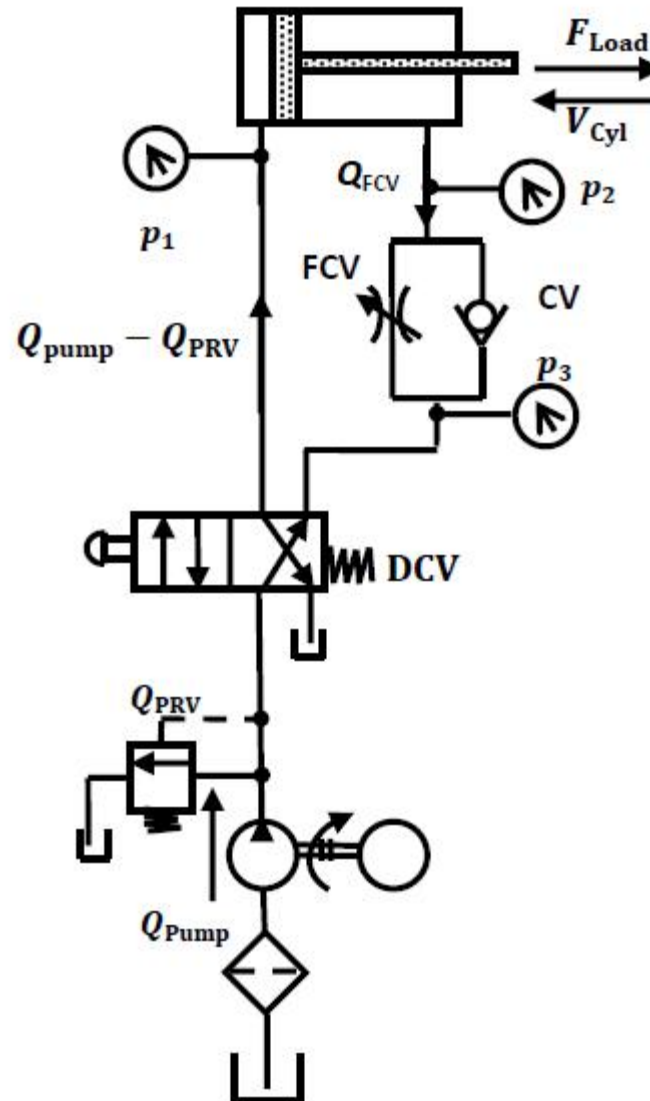 F_Load
V_Cyl
Q_FCV
p_2
p_1
FCV
CV
Q_pump − Q_PRV
p_3
DCV
Q_PRV
Q_Pump